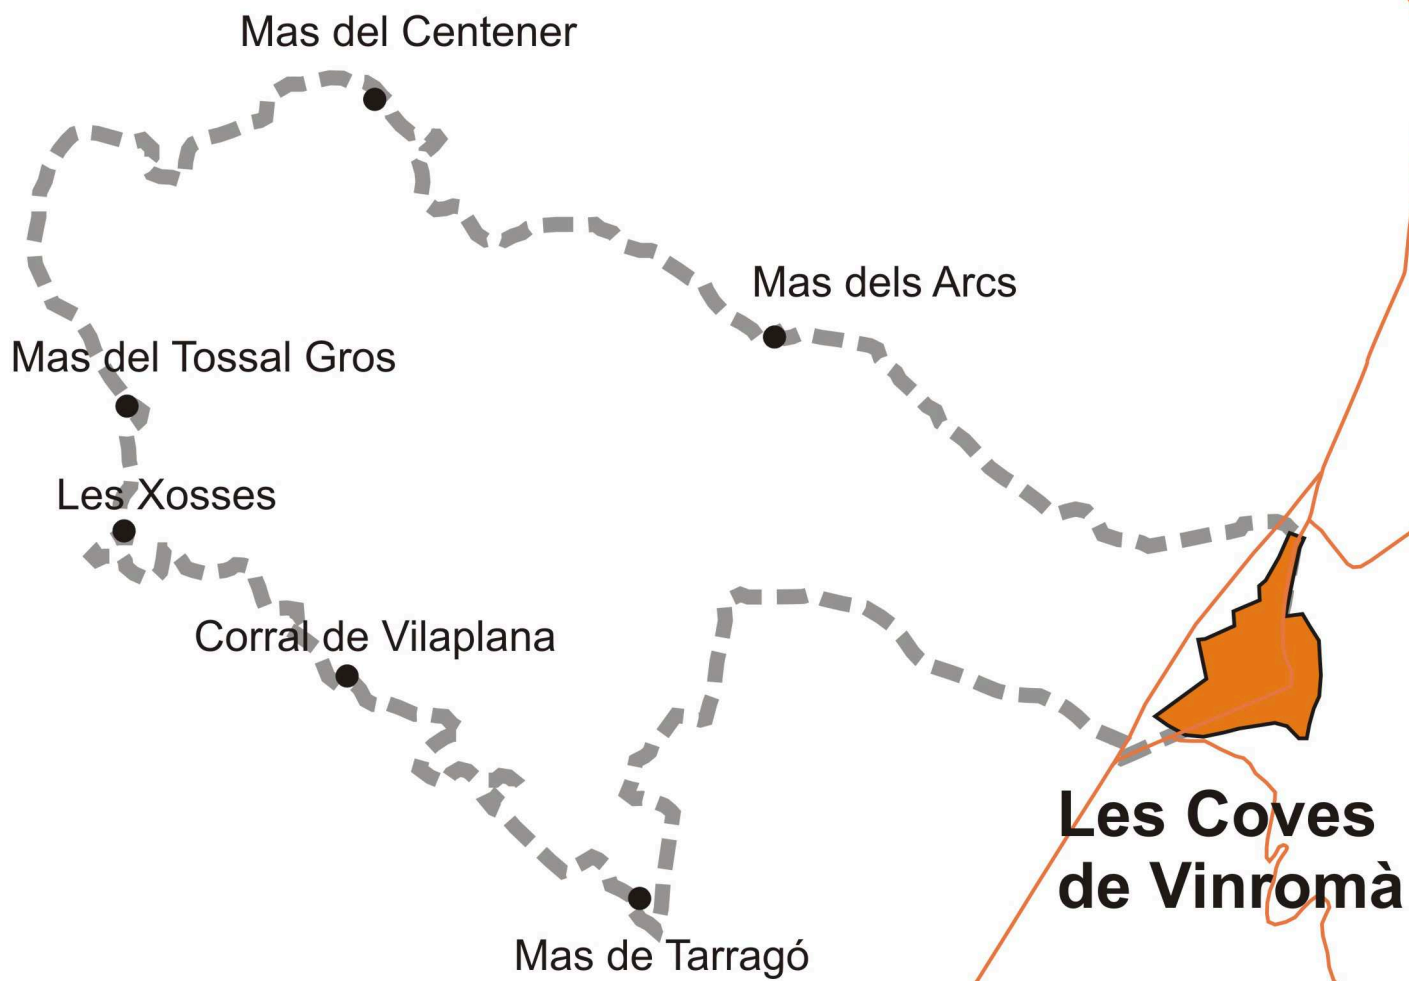 Mas del Centener
Mas dels Arcs
Mas del Tossal Gros
Les Xosses
Corral de Vilaplana
Les Coves
de Vinromà
Mas de Tarragó